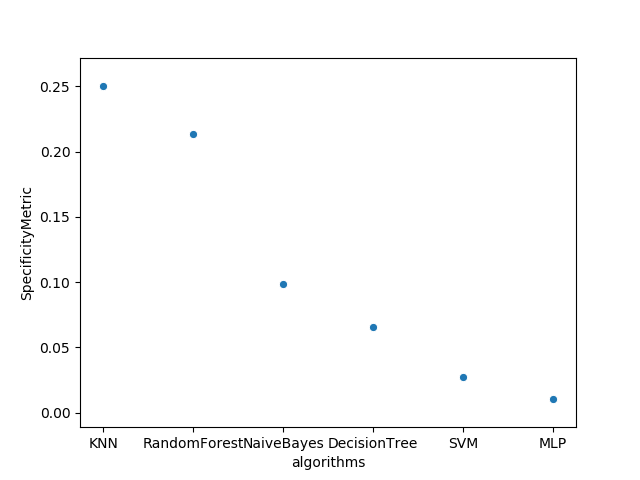 0.25
0.20
0.15
0.10
0.05
0.00
SpecificityMetric
KNN RandomForest NaiveBayes DecisionTree SVM MLP
algorithms